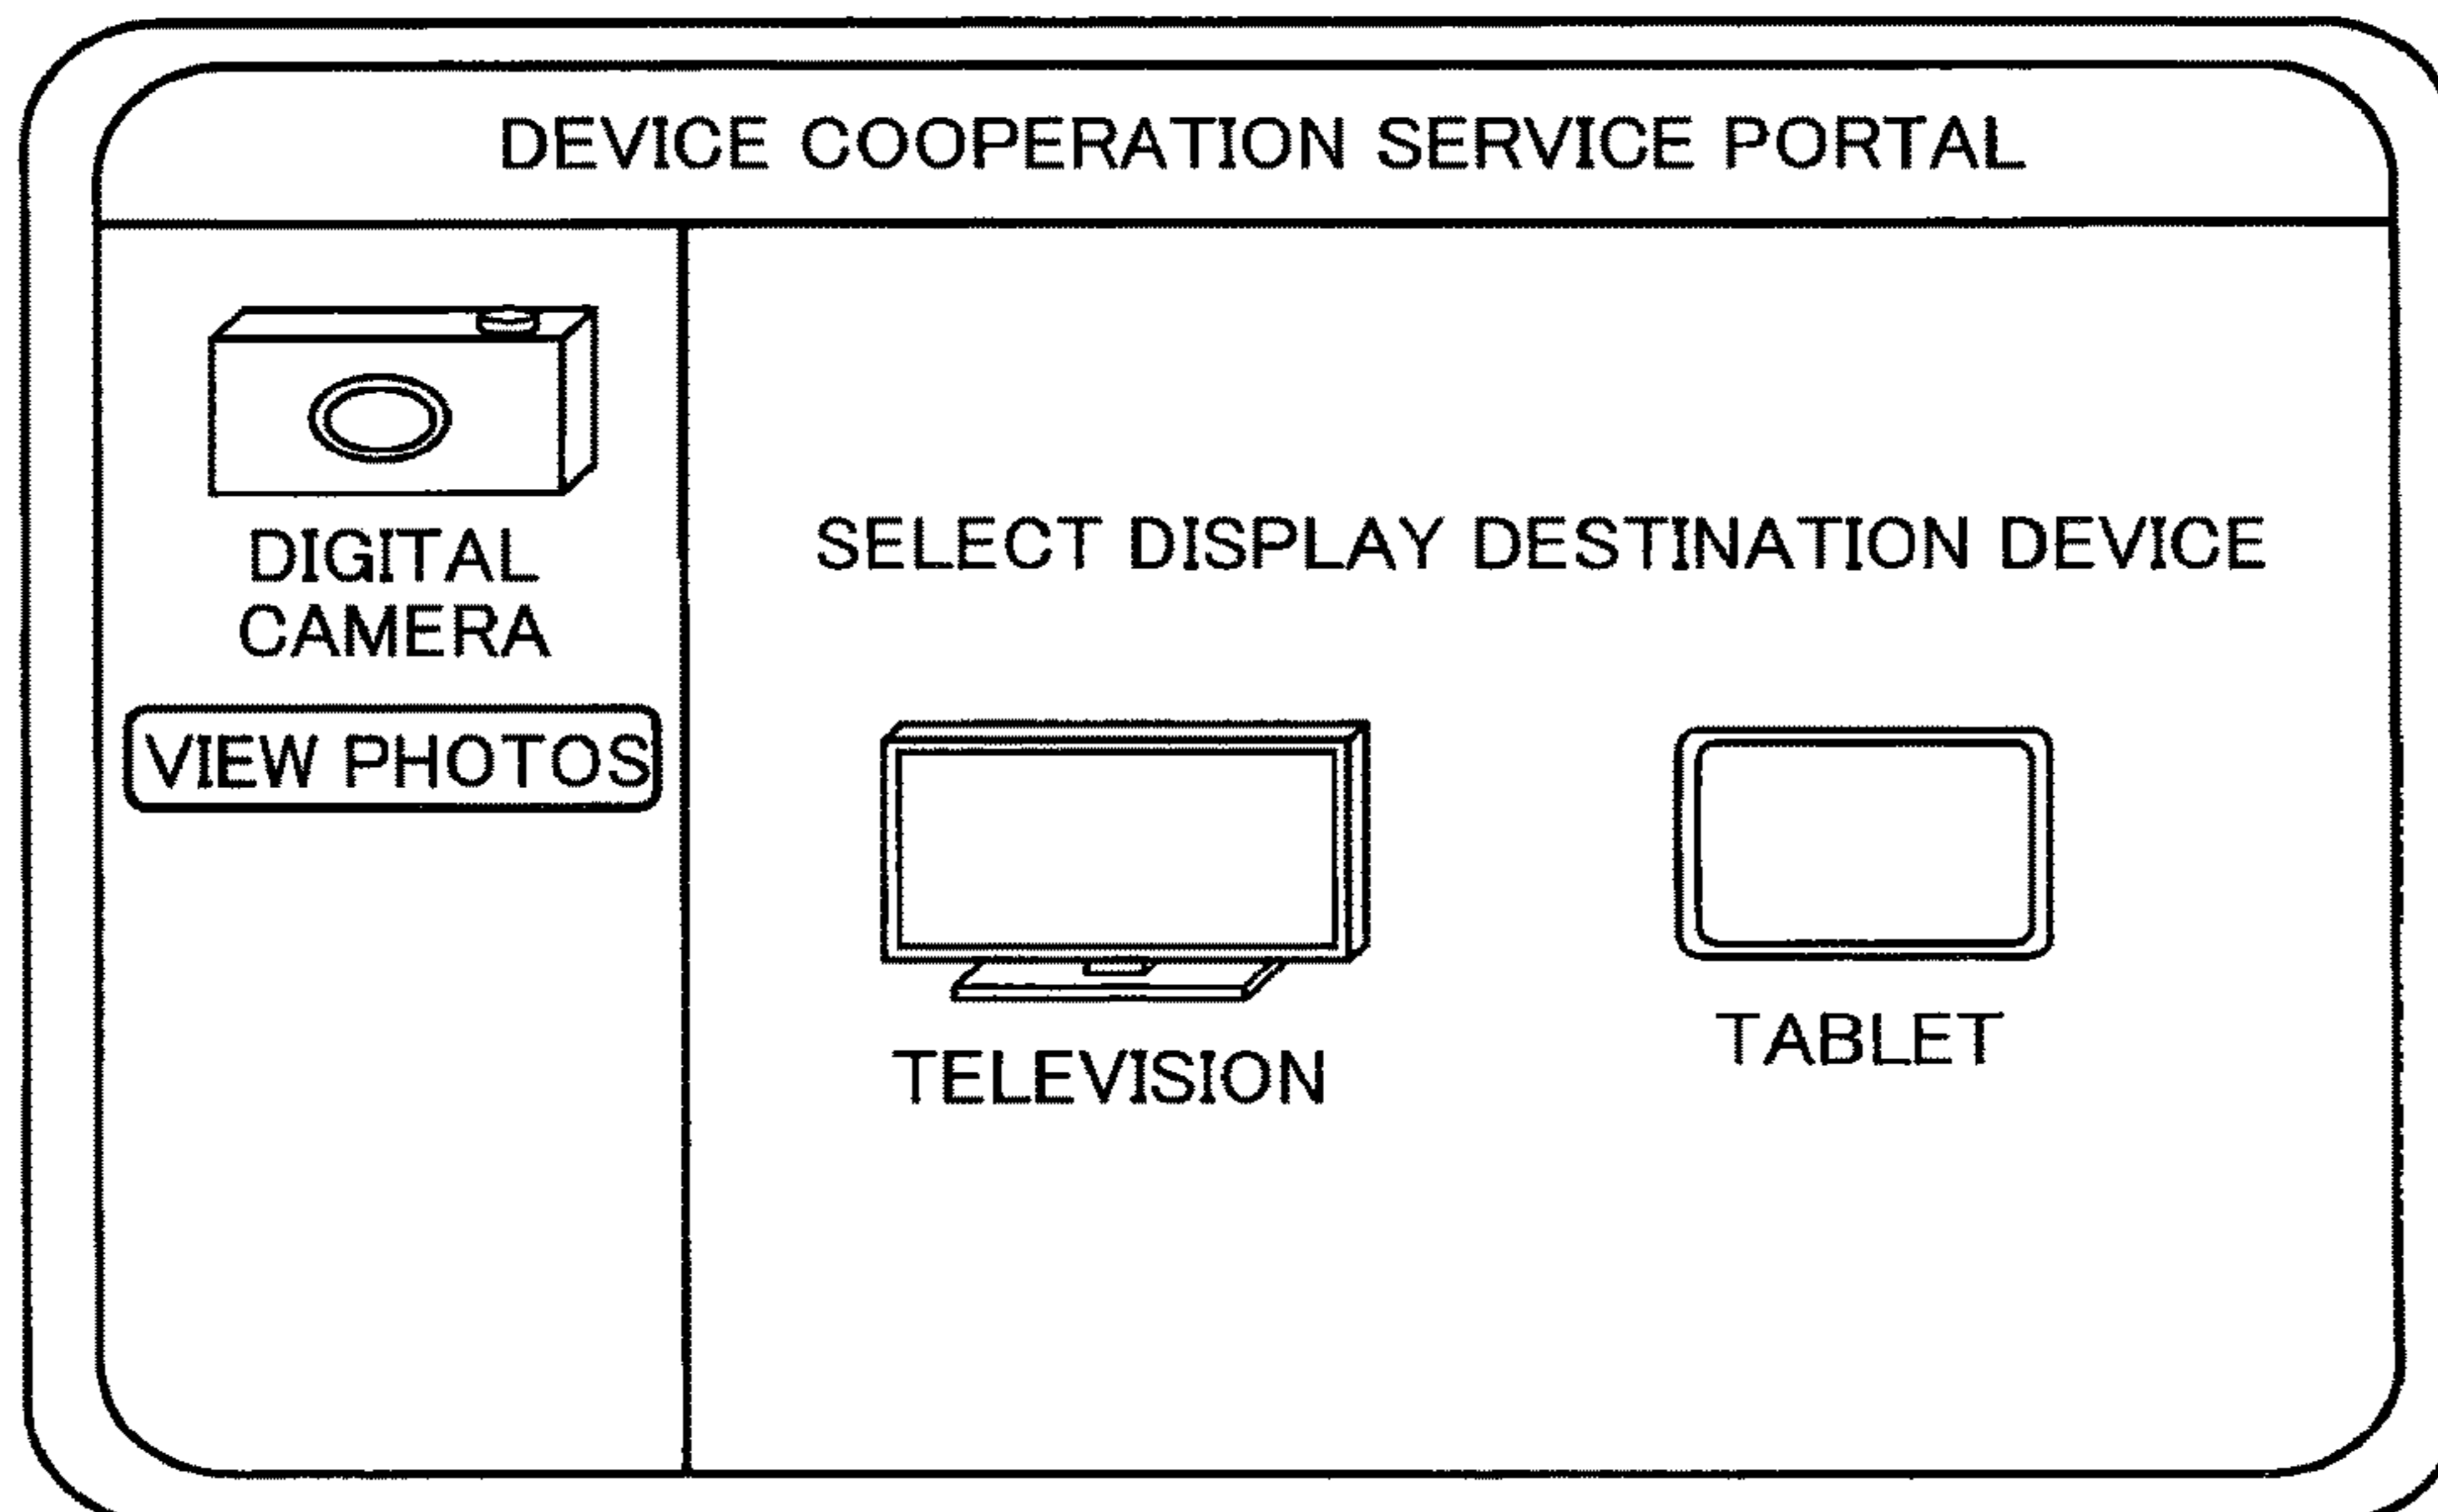 DEVICE COOPERATION SERVICE PORTAL
DIGITAL
CAMERA
VIEW PHOTOS
SELECT DISPLAY DESTINATION DEVICE
TELEVISION
TABLET